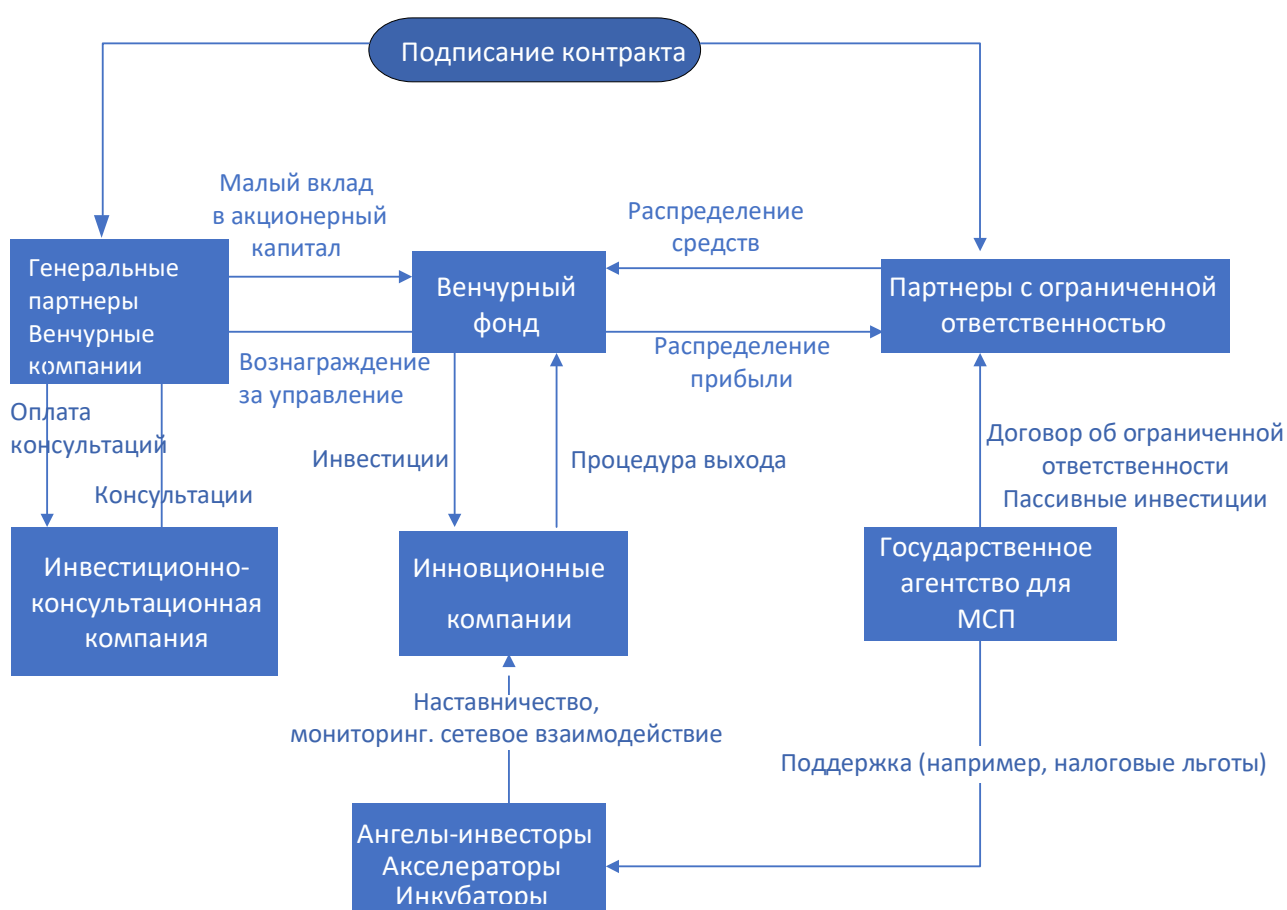 Подписание контракта
Малый вклад
в акционерный
капитал
Распределение
средств
Генеральные
партнеры
Венчурные
компании
Венчурный
фонд
Партнеры с ограниченной
ответственностью
Вознаграждение
за управление
Распределение
прибыли
Оплата
консультаций
Консультации
Инвестиции
Процедура выхода
Договор об ограниченной
ответственности
Пассивные инвестиции
Инвестиционно-
консультационная
компания
Инновционные
компании
Государственное
агентство для
МСП
Наставничество,
мониторинг. сетевое взаимодействие
Поддержка (например, налоговые льготы)
Ангелы-инвесторы
Акселераторы
Инкубаторы